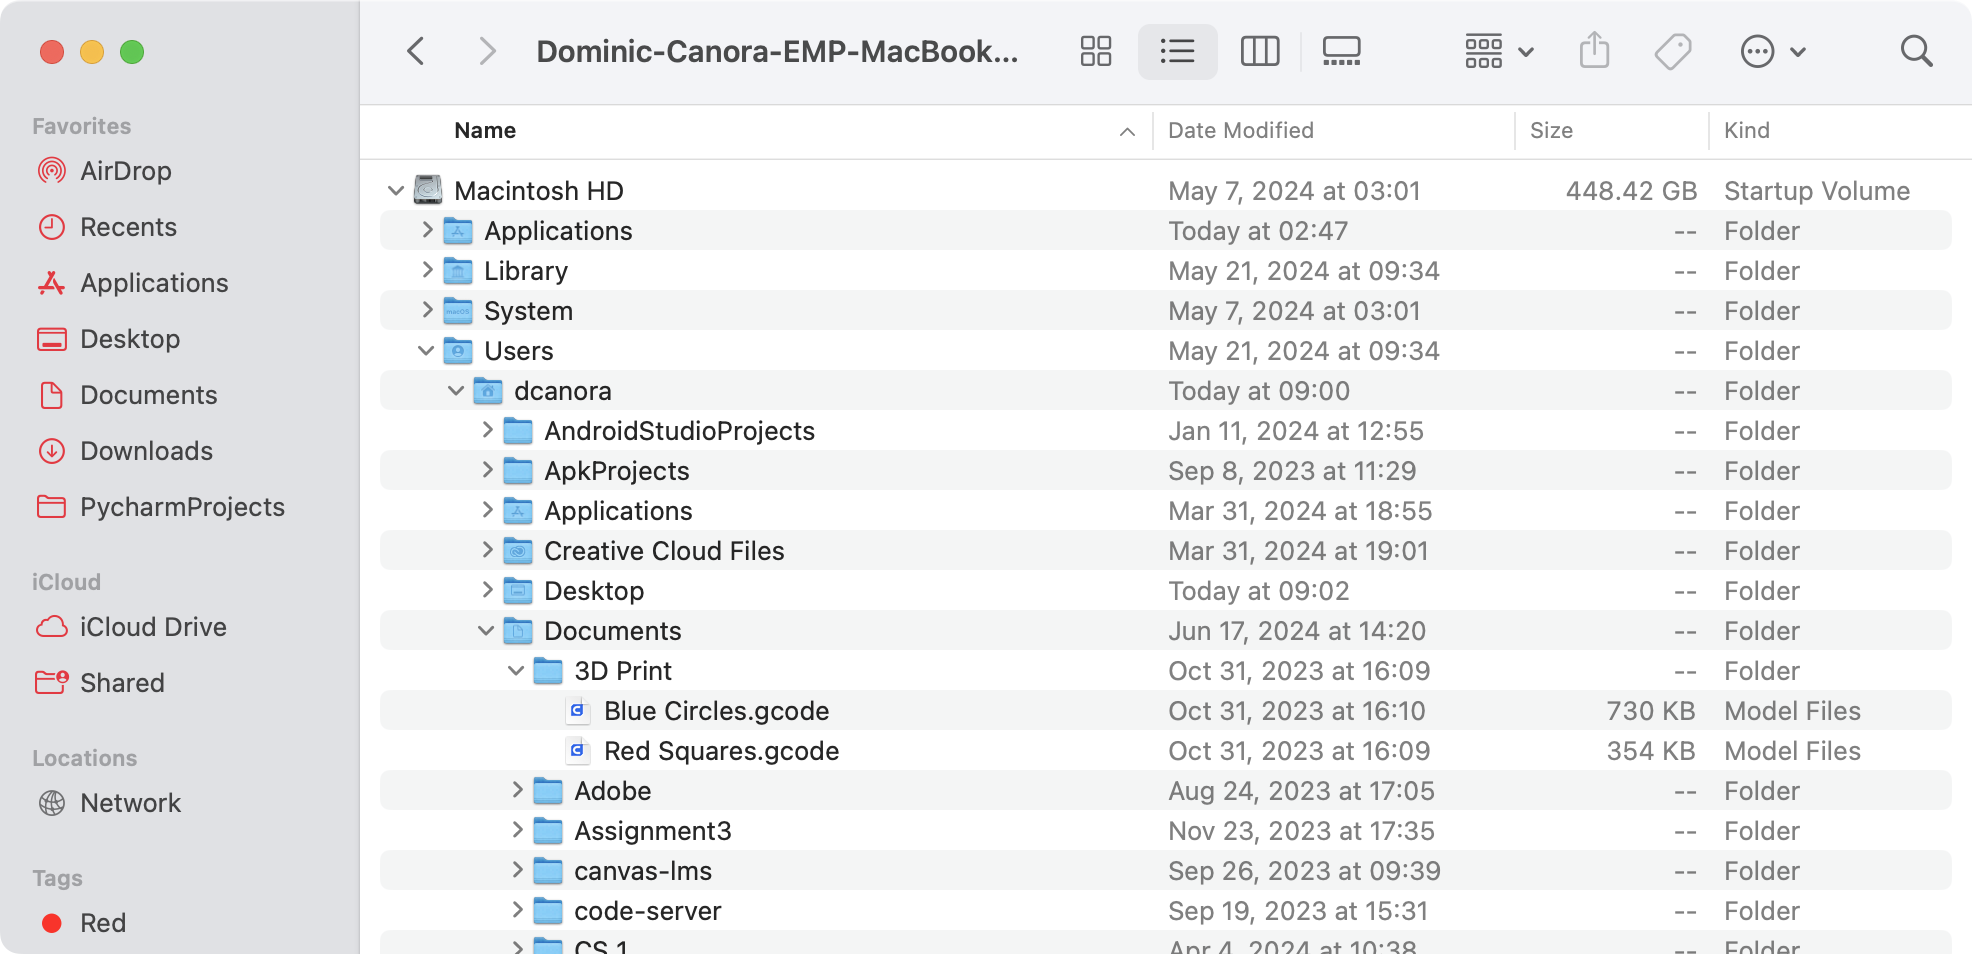 Dominic-Canora-EMP-MacBook...
Favorites
AirDrop
Recents
Applications
Desktop
Documents
Downloads
PycharmProjects
iCloud
iCloud Drive
Shared
Locations
Network
Tags
Red
Name Date Modified Size Kind
Macintosh HD May 7, 2024 at 03:01 448.42 GB Startup Volume
Applications Today at 02:47 -- Folder
Library May 21, 2024 at 09:34 -- Folder
System May 7, 2024 at 03:01 -- Folder
Users May 21, 2024 at 09:34 -- Folder
dcanora Today at 09:00 -- Folder
AndroidStudioProjects Jan 11, 2024 at 12:55 -- Folder
ApkProjects Sep 8, 2023 at 11:29 -- Folder
Applications Mar 31, 2024 at 18:55 -- Folder
Creative Cloud Files Mar 31, 2024 at 19:01 -- Folder
Desktop Today at 09:02 -- Folder
Documents Jun 17, 2024 at 14:20 -- Folder
3D Print Oct 31, 2023 at 16:09 -- Folder
Blue Circles.gcode Oct 31, 2023 at 16:10 730 KB Model Files
Red Squares.gcode Oct 31, 2023 at 16:09 354 KB Model Files
Adobe Aug 24, 2023 at 17:05 -- Folder
Assignment3 Nov 23, 2023 at 17:35 -- Folder
canvas-lms Sep 26, 2023 at 09:39 -- Folder
code-server Sep 19, 2023 at 15:31 -- Folder
CS 1 Apr 4, 2024 at 10:38 -- Folder